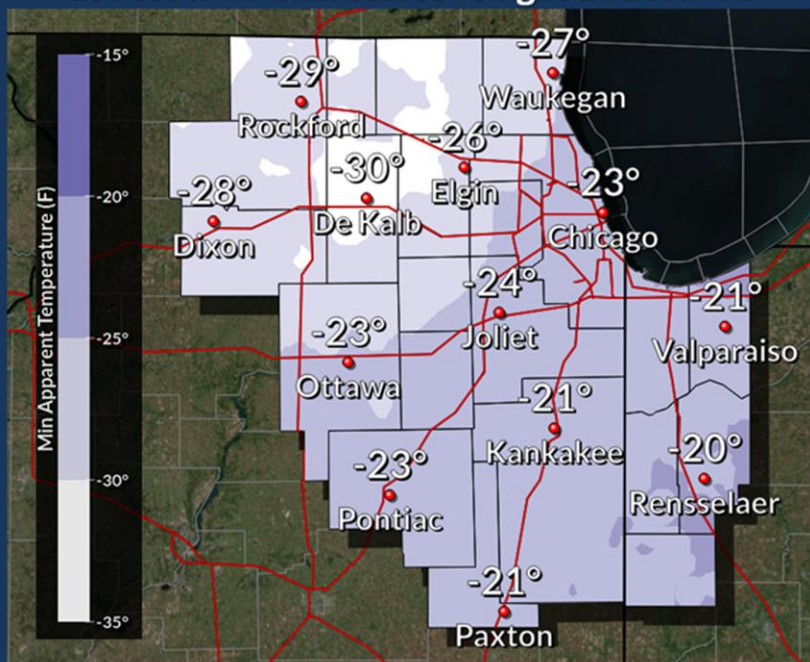 -15°
-20°
-25°
-30°
-35°
Min Apparent Temperature (F)
-27°
Waukegan
-29°
Rockford
-26°
Elgin
-30°
De Kalb
-28°
Dixon
-23°
Chicago
-24°
Joliet
-21°
Valparaiso
-23°
Ottawa
-21°
Kankakee
-20°
Rensselaer
-23°
Pontiac
-21°
Paxton